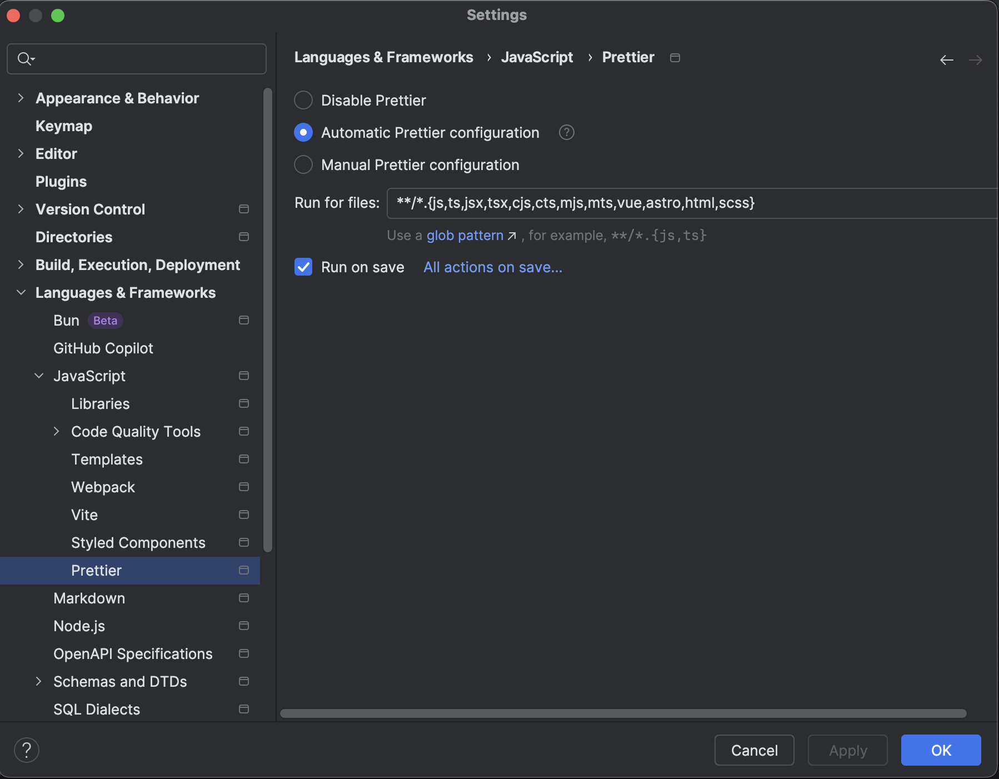 Settings
Appearance & Behavior
Keymap
Editor
Plugins
Version Control
Directories
Build, Execution, Deployment
Languages & Frameworks
Bun Beta
GitHub Copilot
JavaScript
Libraries
Code Quality Tools
Templates
Webpack
Vite
Styled Components
Prettier
Markdown
Node.js
OpenAPI Specifications
Schemas and DTDs
SQL Dialects
Languages & Frameworks › JavaScript › Prettier
Disable Prettier
Automatic Prettier configuration ?
Manual Prettier configuration
Run for files: **/*.{js,ts,jsx,tsx,cjs,cts,mjs,mts,vue,astro,html,scss}
Use a glob pattern ↗ , for example, **/*.{js,ts}
Run on save All actions on save...
?
Cancel Apply OK